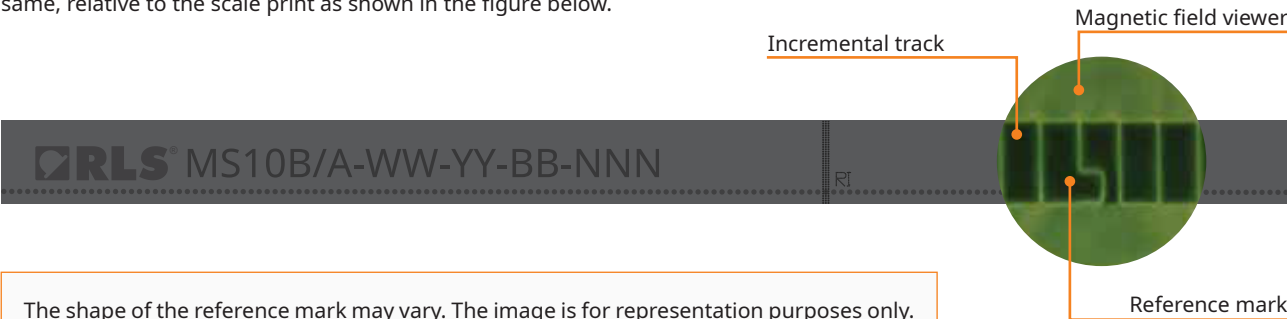 same, relative to the scale print as shown in the figure below.
Magnetic field viewer
Incremental track
RLS® MS10B/A-WW-YY-BB-NNN
RI
Reference mark
The shape of the reference mark may vary. The image is for representation purposes only.